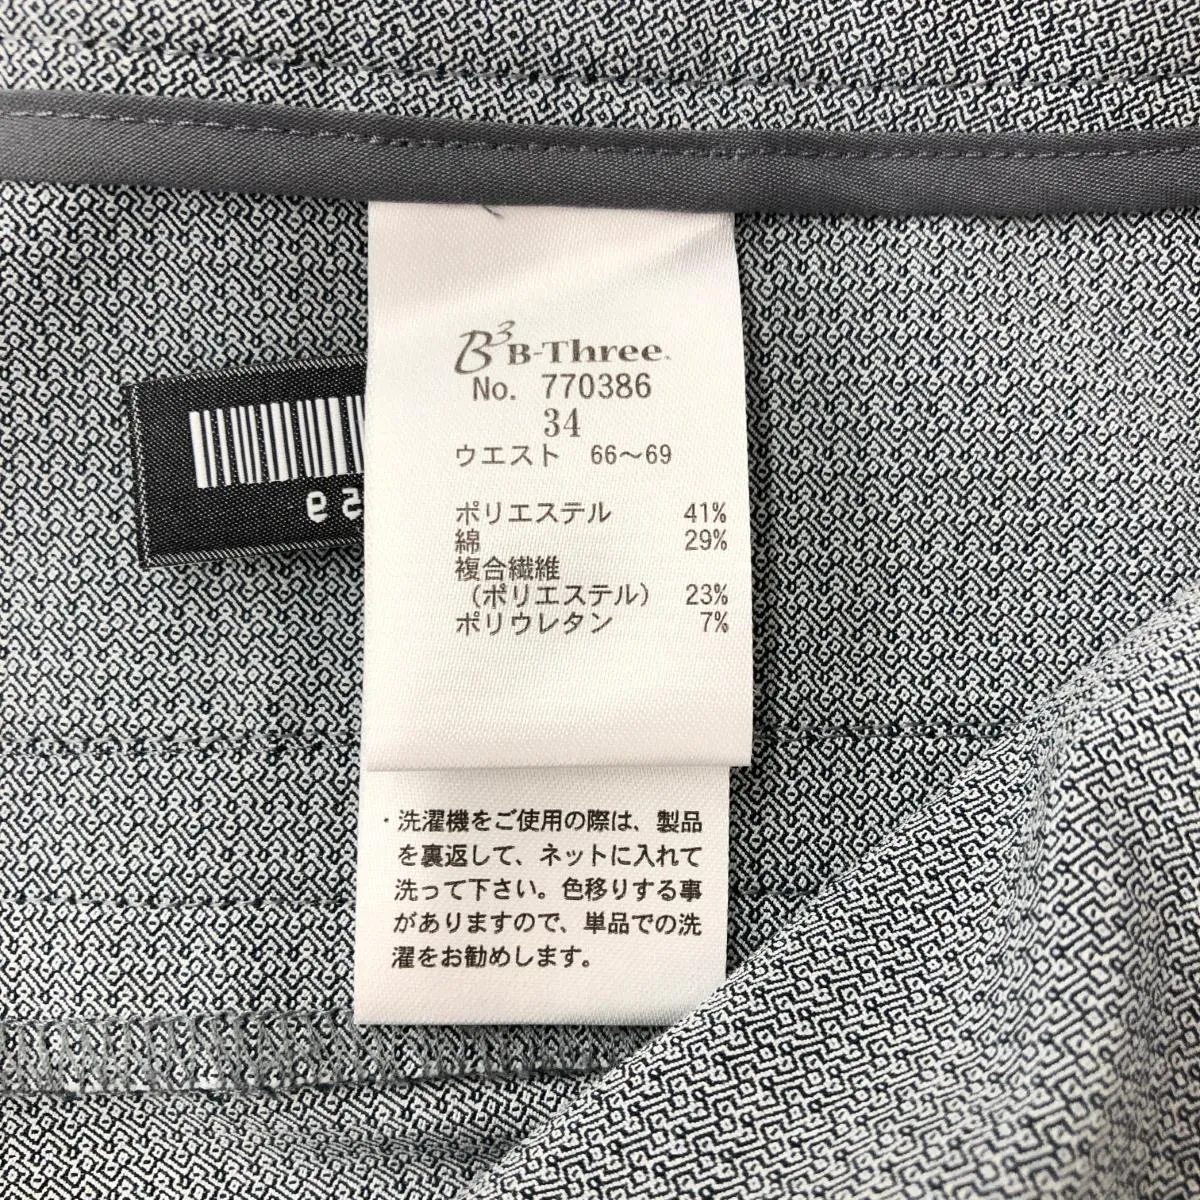 B³ B-Three
No. 770386
34
ウエスト 66〜69
ポリエステル 41%
綿 29%
複合繊維
(ポリエステル) 23%
ポリウレタン 7%
・洗濯機をご使用の際は、製品
を裏返して、ネットに入れて
洗って下さい。色移りする事
がありますので、単品での洗
濯をお勧めします。